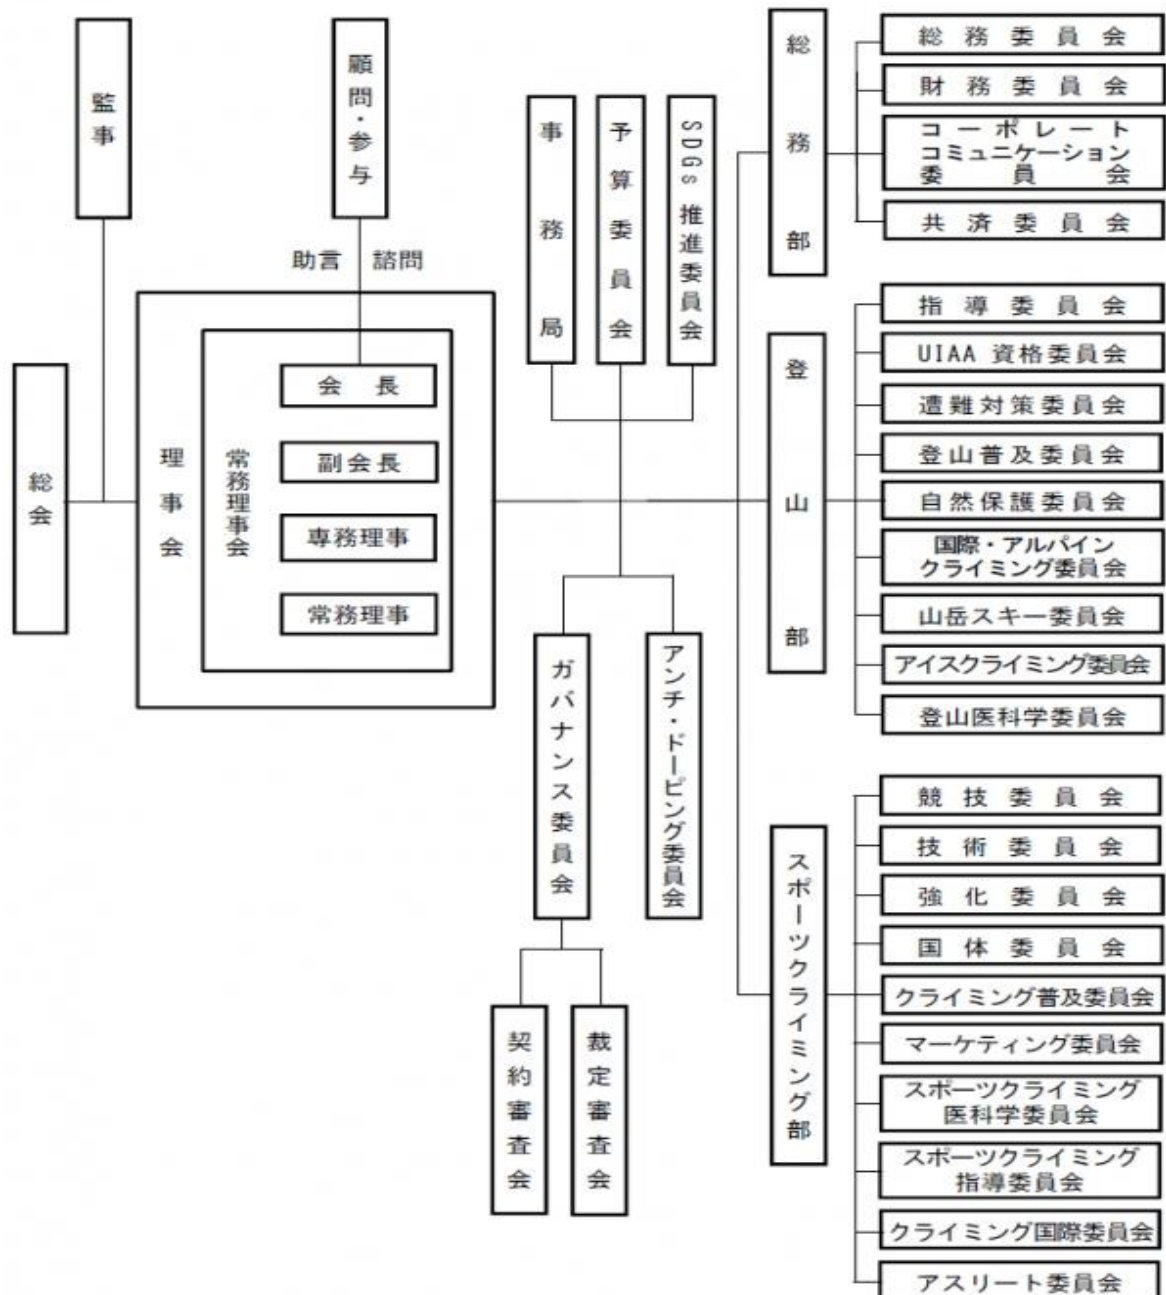 監事
顧問・参与
助言 諮問
総会
理事会
常務理事会
会長
副会長
専務理事
常務理事
事務局
予算委員会
SDGs推進委員会
ガバナンス委員会
アンチ・ドーピング委員会
契約審査会
裁定審査会
総務部
総務委員会
財務委員会
コーポレート
コミュニケーション
委員会
共済委員会
登山部
指導委員会
UIAA 資格委員会
遭難対策委員会
登山普及委員会
自然保護委員会
国際・アルパイン
クライミング委員会
山岳スキー委員会
アイスクライミング委員会
登山医科学委員会
スポーツクライミング部
競技委員会
技術委員会
強化委員会
国体委員会
クライミング普及委員会
マーケティング委員会
スポーツクライミング
医科学委員会
スポーツクライミング
指導委員会
クライミング国際委員会
アスリート委員会